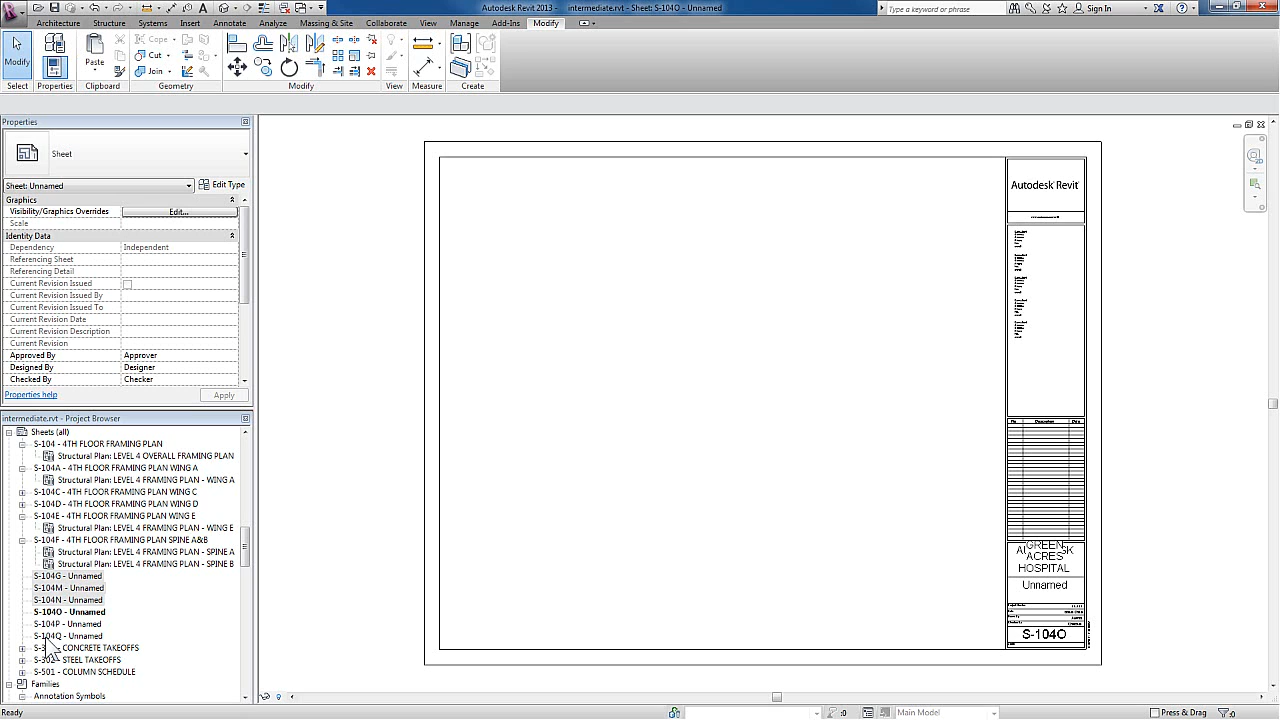 Autodesk Revit 2013 - intermediate.rvt - Sheet: S-104O - Unnamed
Type a keyword or phrase
Sign In
Architecture Structure Systems Insert Annotate Analyze Massing & Site Collaborate View Manage Add-Ins Modify
Modify Paste Cope Cut Join
Select Properties Clipboard Geometry Modify View Measure Create
Properties
Sheet
Sheet: Unnamed Edit Type
Graphics
Visibility/Graphics Overrides Edit...
Scale
Identity Data
Dependency Independent
Referencing Sheet
Referencing Detail
Current Revision Issued
Current Revision Issued By
Current Revision Issued To
Current Revision Date
Current Revision Description
Current Revision
Approved By Approver
Designed By Designer
Checked By Checker
Properties help Apply
intermediate.rvt - Project Browser
Sheets (all)
S-104 - 4TH FLOOR FRAMING PLAN
Structural Plan: LEVEL 4 OVERALL FRAMING PLAN
S-104A - 4TH FLOOR FRAMING PLAN WING A
Structural Plan: LEVEL 4 FRAMING PLAN - WING A
S-104C - 4TH FLOOR FRAMING PLAN WING C
S-104D - 4TH FLOOR FRAMING PLAN WING D
S-104E - 4TH FLOOR FRAMING PLAN WING E
Structural Plan: LEVEL 4 FRAMING PLAN - WING E
S-104F - 4TH FLOOR FRAMING PLAN SPINE A&B
Structural Plan: LEVEL 4 FRAMING PLAN - SPINE A
Structural Plan: LEVEL 4 FRAMING PLAN - SPINE B
S-104G - Unnamed
S-104M - Unnamed
S-104N - Unnamed
S-104O - Unnamed
S-104P - Unnamed
S-104Q - Unnamed
CONCRETE TAKEOFFS
STEEL TAKEOFFS
S-501 - COLUMN SCHEDULE
Families
Annotation Symbols
Autodesk Revit
No. Description Date
GREEN
ACRES
HOSPITAL
Unnamed
S-104O
Ready :0 Main Model Press & Drag :0